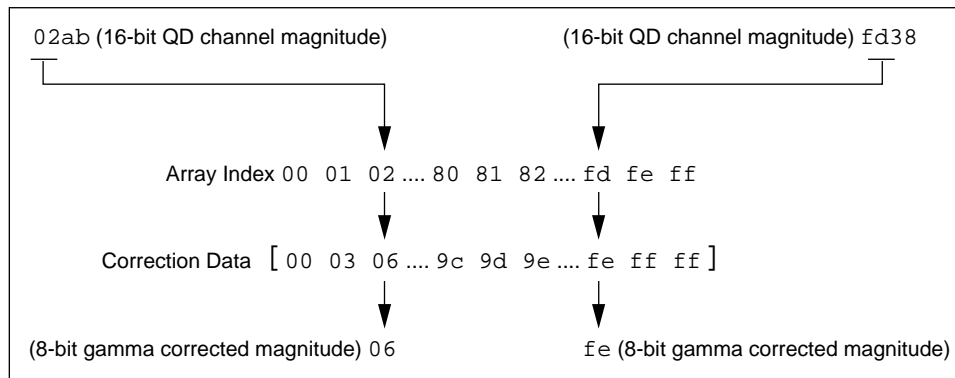 02ab (16-bit QD channel magnitude) (16-bit QD channel magnitude) fd38
Array Index 00 01 02 .... 80 81 82 .... fd fe ff
Correction Data [ 00 03 06 .... 9c 9d 9e .... fe ff ff ]
(8-bit gamma corrected magnitude) 06 fe (8-bit gamma corrected magnitude)